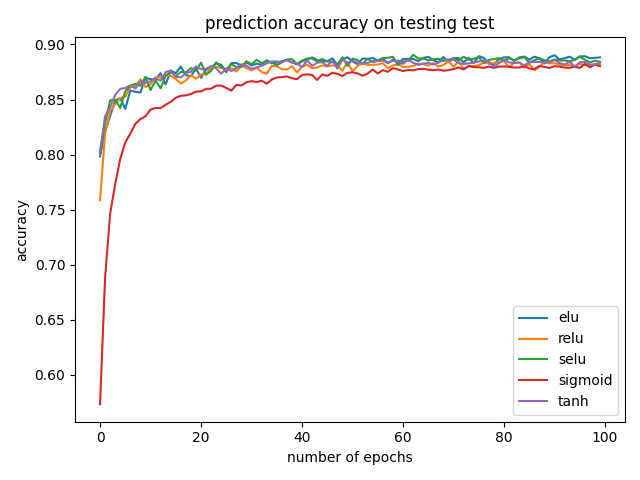 prediction accuracy on testing test
0.90
0.85
0.80
0.75
0.70
0.65
0.60
accuracy
elu
relu
selu
sigmoid
tanh
0 20 40 60 80 100
number of epochs